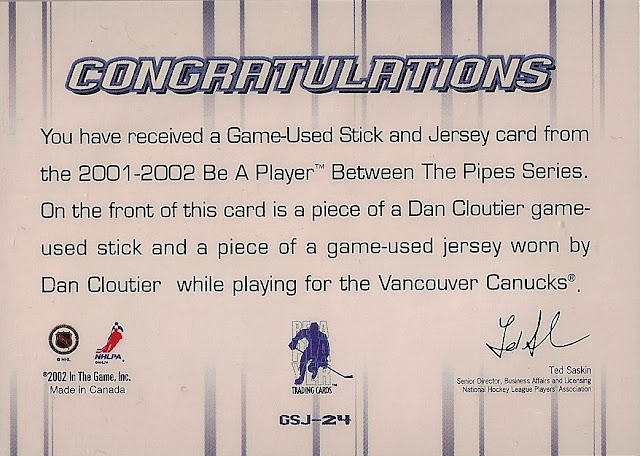 CONGRATULATIONS
You have received a Game-Used Stick and Jersey card from
the 2001-2002 Be A Player™ Between The Pipes Series.
On the front of this card is a piece of a Dan Cloutier game-
used stick and a piece of a game-used jersey worn by
Dan Cloutier while playing for the Vancouver Canucks®.
© NHL
NHLPA
©2002 In The Game, Inc.
Made in Canada
TRADING CARDS™
GSJ-24
Ted Saskin
Senior Director, Business Affairs and Licensing
National Hockey League Players' Association